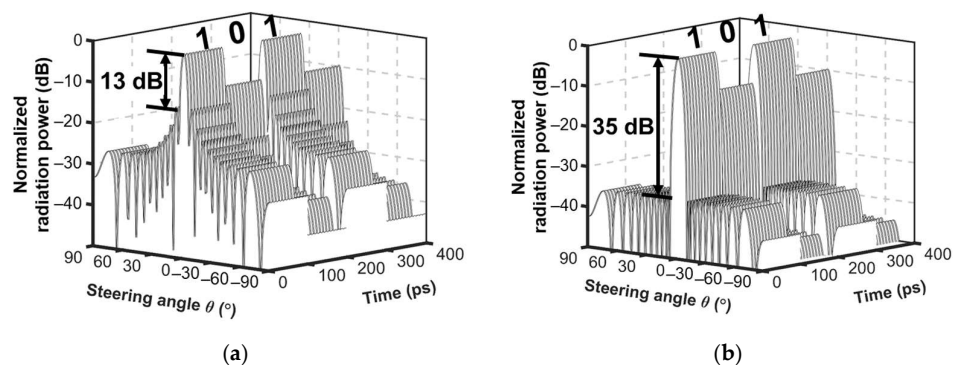 (a)
1 0 1
0
–10
–20
–30
–40
Normalized
radiation power (dB)
13 dB
90
60
30
0
–30
–60
–90
Steering angle θ (°)
0
100
200
300
400
Time (ps)
(b)
1 0 1
0
–10
–20
–30
–40
Normalized
radiation power (dB)
35 dB
90
60
30
0
–30
–60
–90
Steering angle θ (°)
0
100
200
300
400
Time (ps)
(a)
(b)